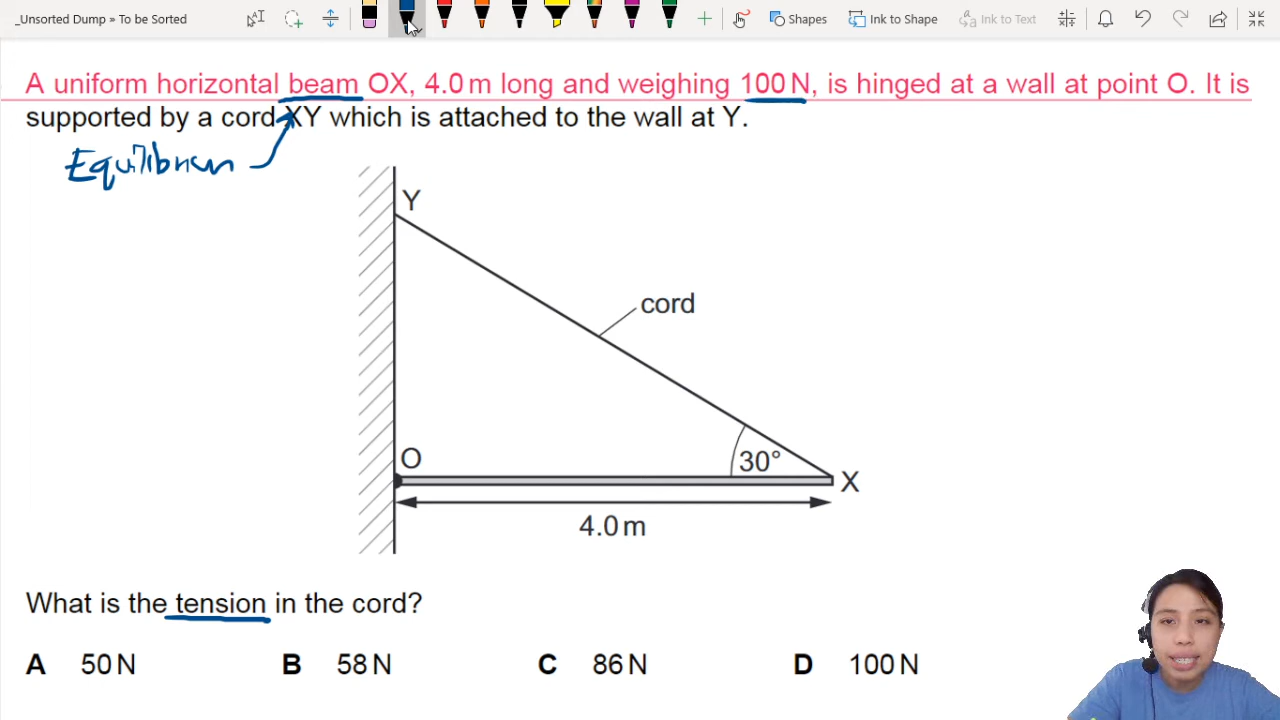 _Unsorted Dump » To be Sorted
Shapes Ink to Shape Ink to Text
A uniform horizontal beam OX, 4.0 m long and weighing 100 N, is hinged at a wall at point O. It is
supported by a cord XY which is attached to the wall at Y.
Equilibrium
Y
cord
O
30°
X
4.0 m
What is the tension in the cord?
A 50 N B 58 N C 86 N D 100 N